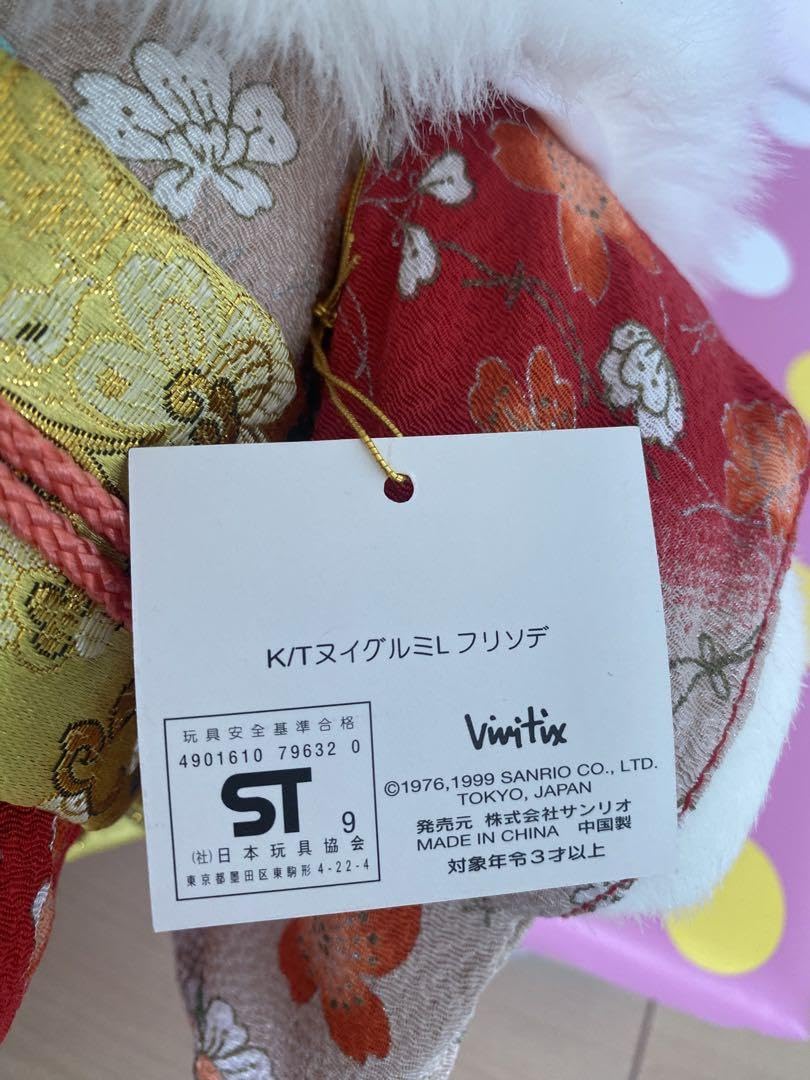 K/TヌイグルミL フリソデ
玩具安全基準合格
4901610 79632 0
ST 9
(社)日本玩具協会
東京都墨田区東駒形4-22-4
Vivitix
©1976,1999 SANRIO CO., LTD.
TOKYO, JAPAN
発売元 株式会社サンリオ
MADE IN CHINA 中国製
対象年令3才以上